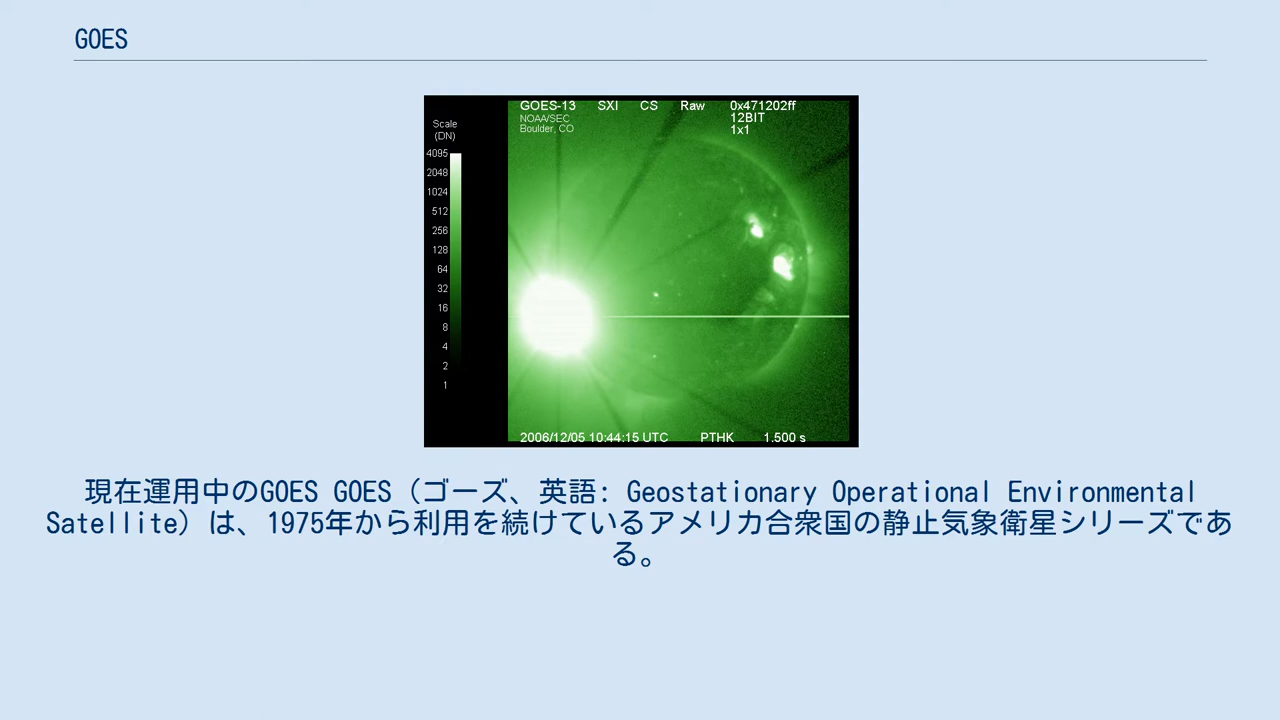 GOES
GOES-13 SXI CS Raw 0x471202ff
NOAA/SEC 12BIT
Boulder, CO 1x1
Scale
(DN)
4095
2048
1024
512
256
128
64
32
16
8
4
2
1
2006/12/05 10:44:15 UTC PTHK 1.500 s
現在運用中のGOES GOES（ゴーズ、英語: Geostationary Operational Environmental
Satellite）は、1975年から利用を続けているアメリカ合衆国の静止気象衛星シリーズであ
る。